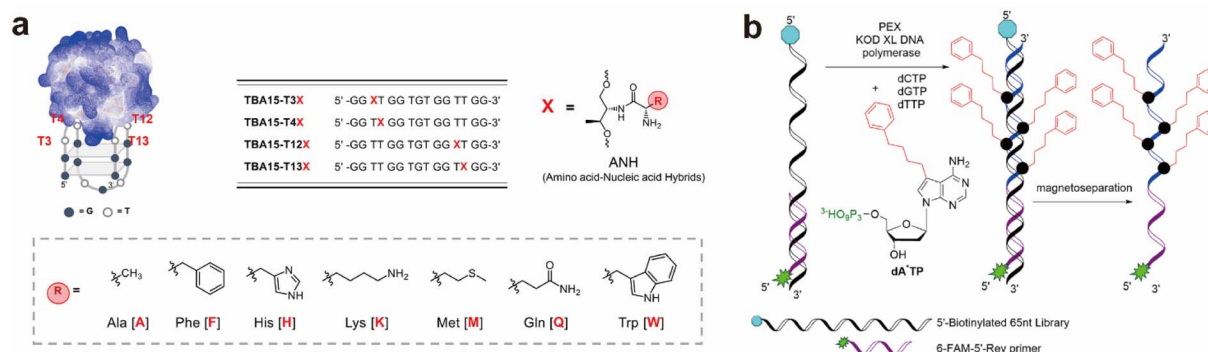 a
T4
T12
T3
T13
5'
3'
= G
= T
TBA15-T3X 5' -GG XT GG TGT GG TT GG-3'
TBA15-T4X 5' -GG TX GG TGT GG TT GG-3'
TBA15-T12X 5' -GG TT GG TGT GG XT GG-3'
TBA15-T13X 5' -GG TT GG TGT GG TX GG-3'
X =
O
O
N
H
O
R
NH2
ANH
(Amino acid-Nucleic acid Hybrids)
R =
CH3
N
NH
NH2
S
O
NH2
NH
Ala [A]
Phe [F]
His [H]
Lys [K]
Met [M]
Gln [Q]
Trp [W]
b
5'
3'
5'
PEX
KOD XL DNA
polymerase
dCTP
+ dGTP
dTTP
NH2
N
N
N
3-HO9P3
O
O
OH
dA*TP
5'
3'
3'
5'
magnetoseparation
3'
5'-Biotinylated 65nt Library
6-FAM-5'-Rev primer